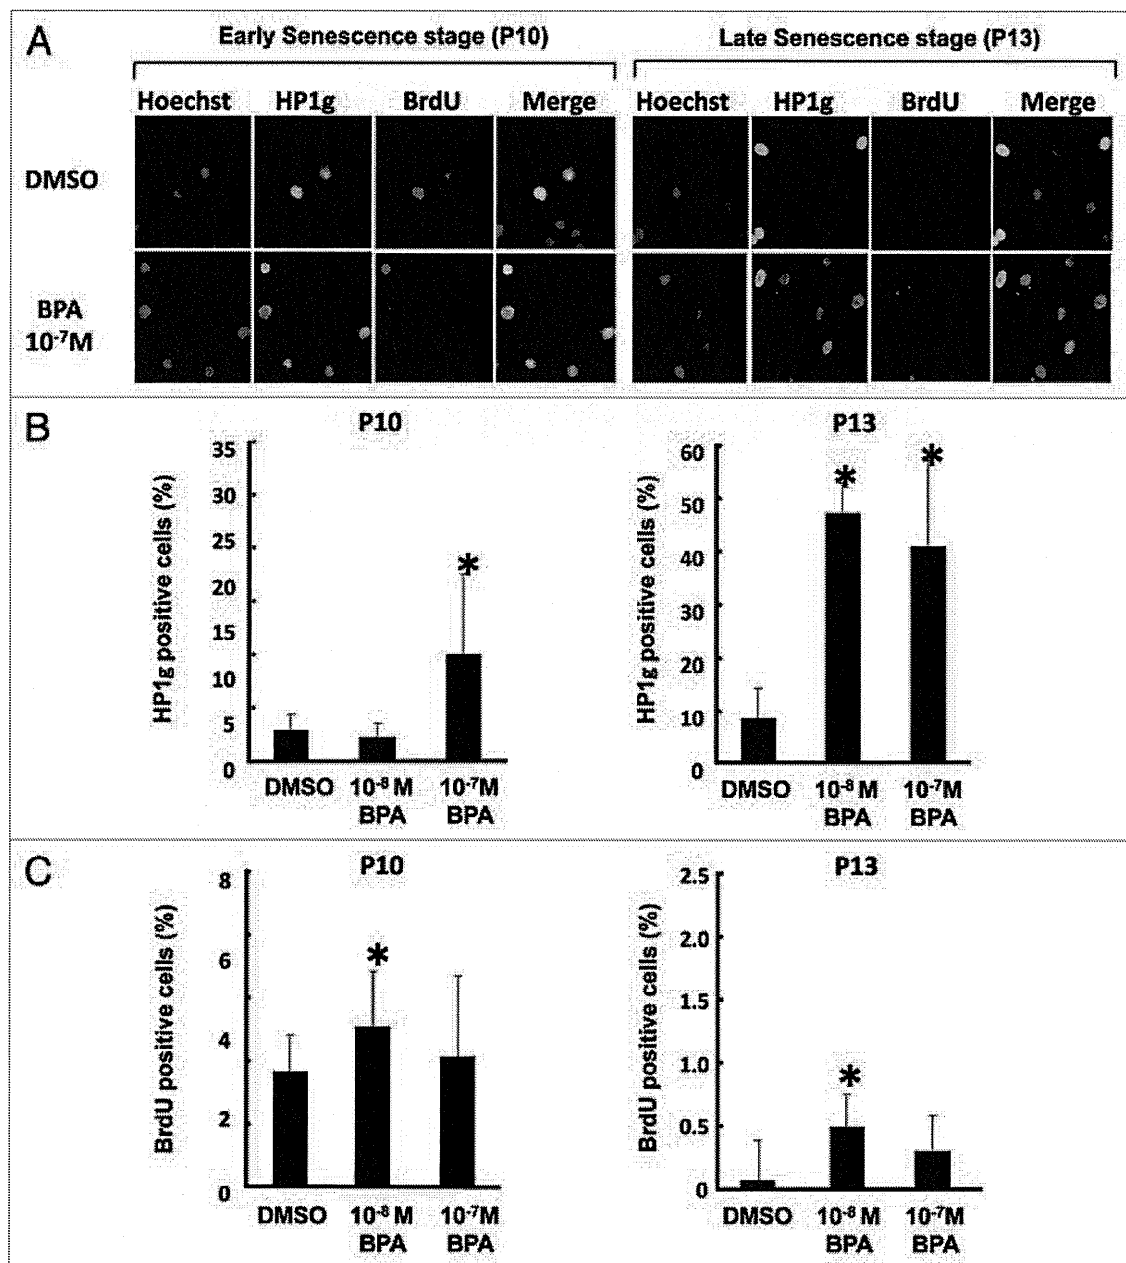 A
Early Senescence stage (P10)
Late Senescence stage (P13)
Hoechst HP1g BrdU Merge
Hoechst HP1g BrdU Merge
DMSO
BPA
10⁻⁷M
B
P10
HP1g positive cells (%)
35
30
25
20
10
5
0
DMSO
10⁻⁸ M
BPA
10⁻⁷M
BPA
*
P13
HP1g positive cells (%)
60
50
40
30
20
10
0
DMSO
10⁻⁸ M
BPA
10⁻⁷M
BPA
*
*
C
P10
BrdU positive cells (%)
8
6
4
2
0
DMSO
10⁻⁸ M
BPA
10⁻⁷M
BPA
*
P13
BrdU positive cells (%)
2.5
2.0
1.5
1.0
0.5
0
DMSO
10⁻⁸ M
BPA
10⁻⁷M
BPA
*